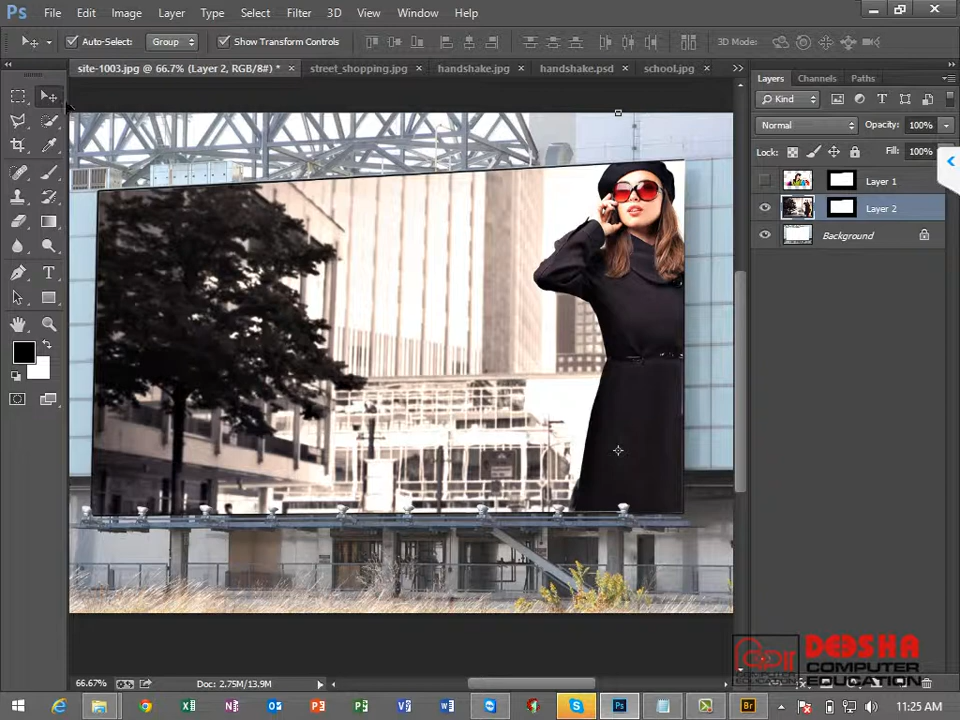 Ps File Edit Image Layer Type Select Filter 3D View Window Help
Auto-Select: Group Show Transform Controls 3D Mode:
site-1003.jpg @ 66.7% (Layer 2, RGB/8#) * × street_shopping.jpg × handshake.jpg × handshake.psd × school.jpg ×
Layers Channels Paths
Kind
Normal Opacity: 100%
Lock: Fill: 100%
Layer 1
Layer 2
Background
66.67% Doc: 2.75M/13.9M
DEESHA
COMPUTER
EDUCATION
11:25 AM